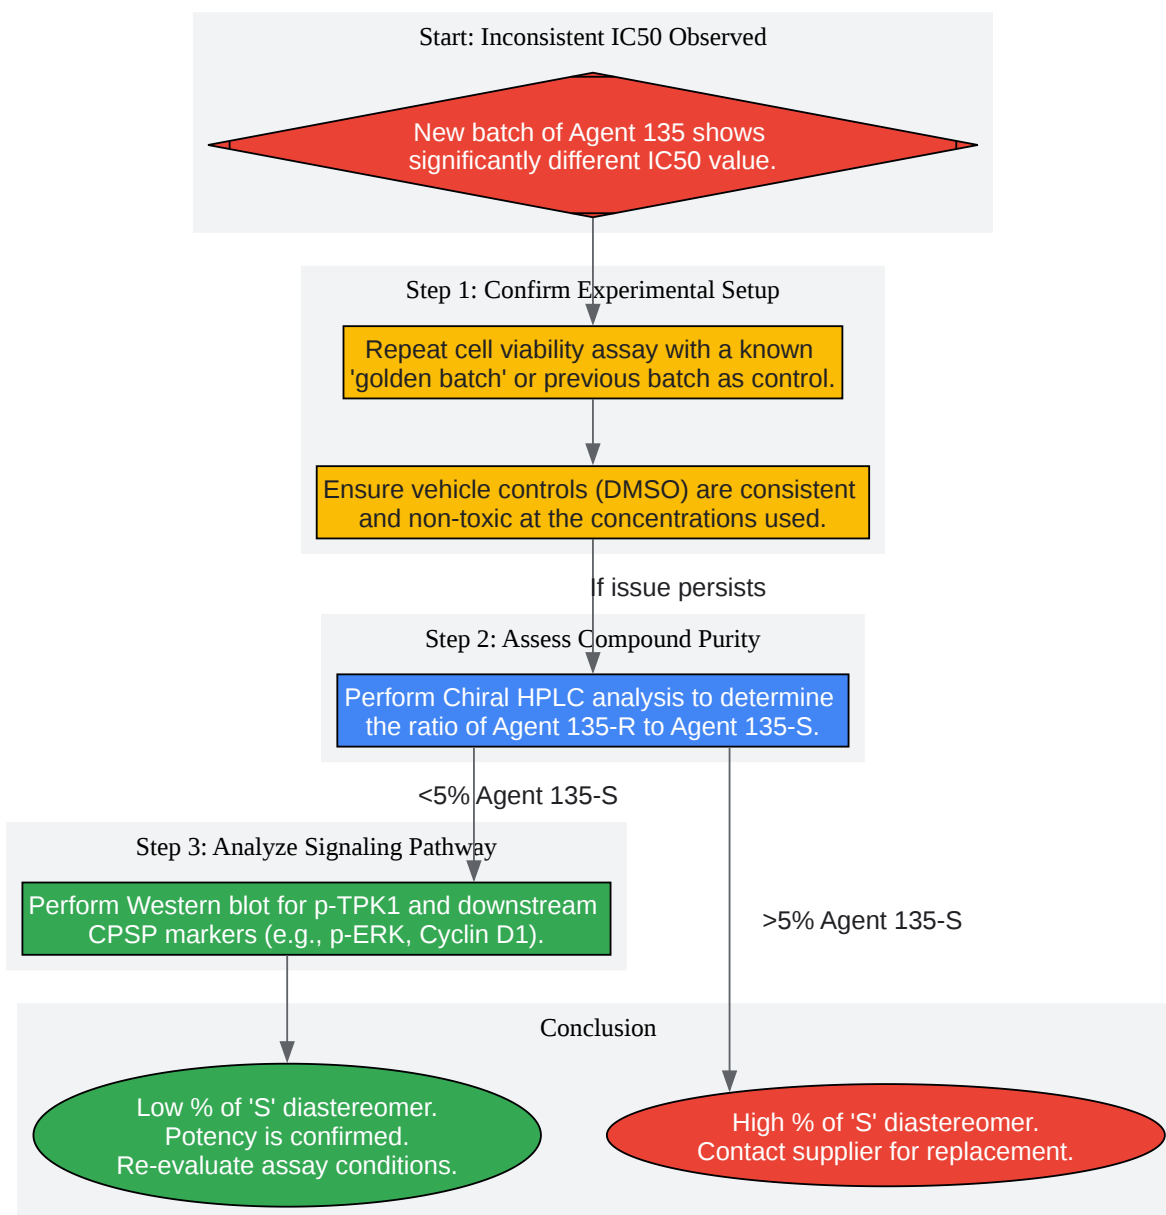 Start: Inconsistent IC50 Observed
New batch of Agent 135 shows
significantly different IC50 value.
Step 1: Confirm Experimental Setup
Repeat cell viability assay with a known
'golden batch' or previous batch as control.
Ensure vehicle controls (DMSO) are consistent
and non-toxic at the concentrations used.
If issue persists
Step 2: Assess Compound Purity
Perform Chiral HPLC analysis to determine
the ratio of Agent 135-R to Agent 135-S.
<5% Agent 135-S
Step 3: Analyze Signaling Pathway
Perform Western blot for p-TPK1 and downstream
CPSP markers (e.g., p-ERK, Cyclin D1).
>5% Agent 135-S
Conclusion
Low % of 'S' diastereomer.
Potency is confirmed.
Re-evaluate assay conditions.
High % of 'S' diastereomer.
Contact supplier for replacement.